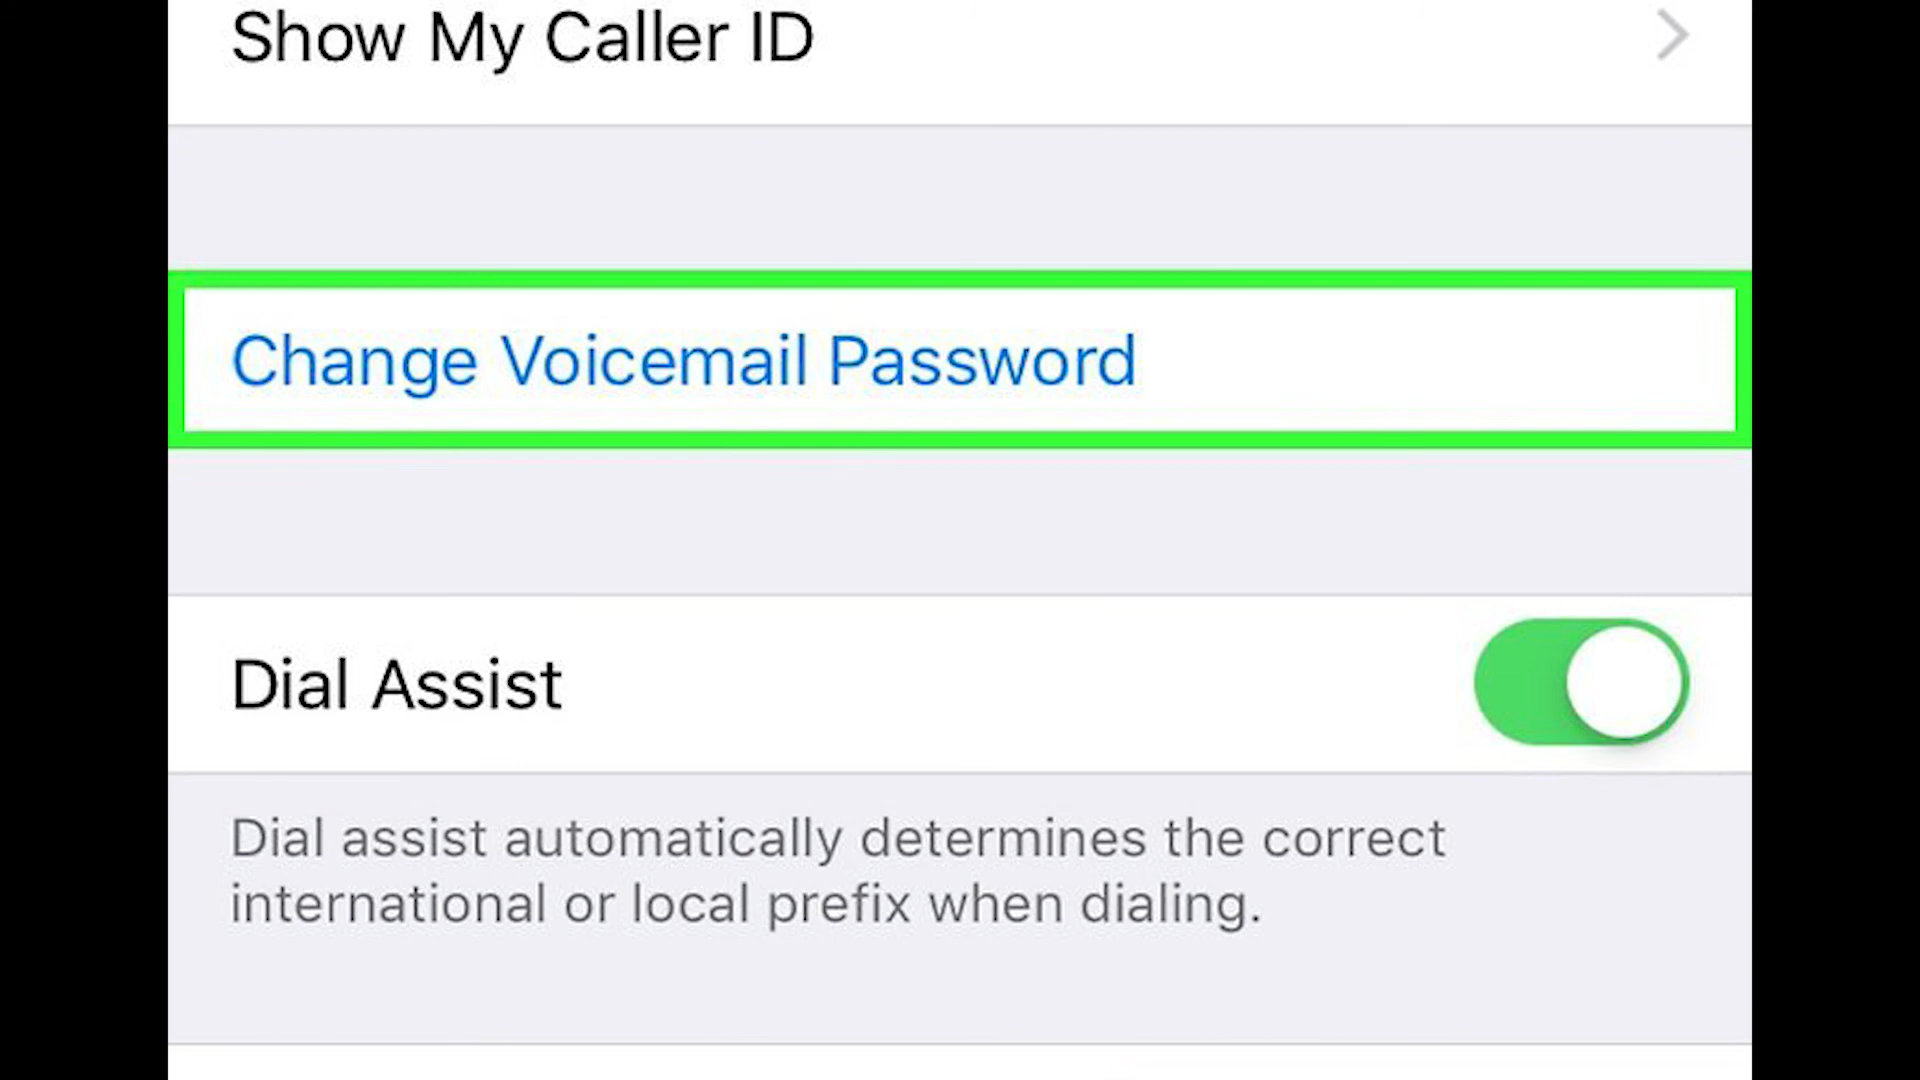 Show My Caller ID
Change Voicemail Password
Dial Assist
Dial assist automatically determines the correct
international or local prefix when dialing.